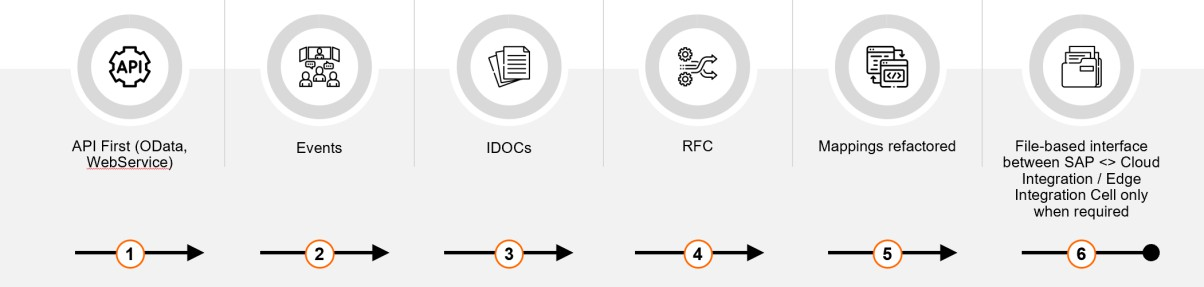 API
API First (OData,
WebService)
Events
IDOCs
RFC
Mappings refactored
File-based interface
between SAP <> Cloud
Integration / Edge
Integration Cell only
when required
1
2
3
4
5
6